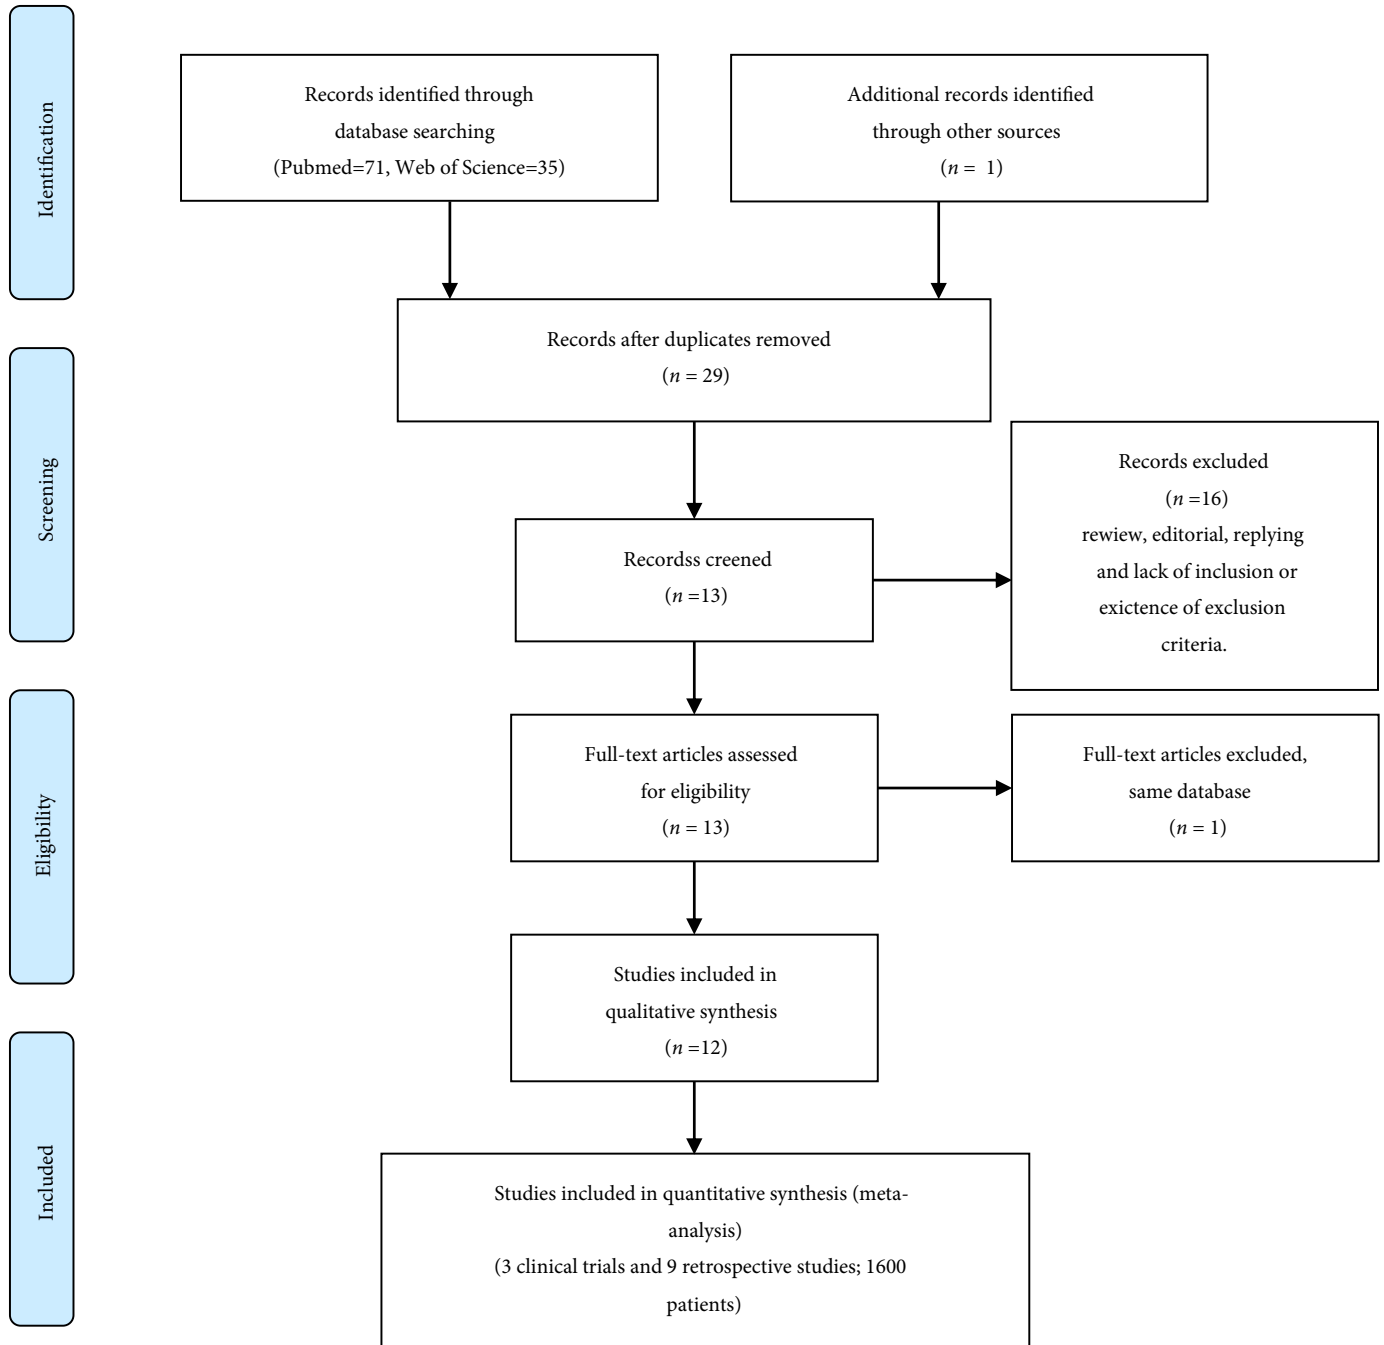 Identification
Records identified through
database searching
(Pubmed=71, Web of Science=35)
Additional records identified
through other sources
(n = 1)
Records after duplicates removed
(n = 29)
Screening
Recordss creened
(n =13)
Records excluded
(n =16)
rewiew, editorial, replying
and lack of inclusion or
exictence of exclusion
criteria.
Eligibility
Full-text articles assessed
for eligibility
(n = 13)
Full-text articles excluded,
same database
(n = 1)
Studies included in
qualitative synthesis
(n =12)
Included
Studies included in quantitative synthesis (meta-
analysis)
(3 clinical trials and 9 retrospective studies; 1600
patients)